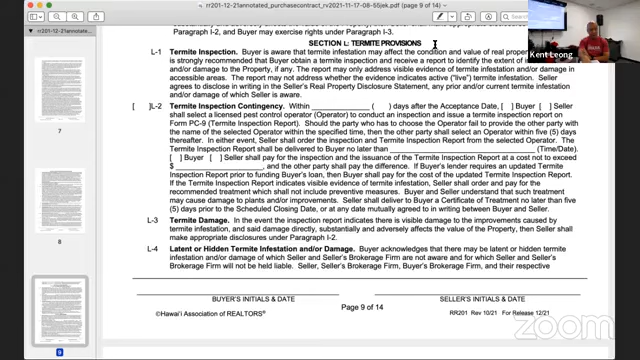 rr201-12-21annotated_purchasecontract_rv2021-11-17-08-55jek.pdf (page 9 of 14)
L-2, and Buyer may exercise rights under Paragraph I-3.
SECTION L: TERMITE PROVISIONS
L-1 Termite Inspection. Buyer is aware that termite infestation may affect the condition and value of real prope
is strongly recommended that Buyer obtain a termite inspection and receive a report to identify the extent of is
and/or damage to the Property, if any. The report may only address visible evidence of termite infestation and/or damage in
accessible areas. The report may not address whether the evidence indicates active ("live") termite infestation. Seller
agrees to disclose in writing in the Seller's Real Property Disclosure Statement, any prior and/or current termite infestation
and/or damage of which Seller is aware.
[ ]L-2 Termite Inspection Contingency. Within ____________ ( ) days after the Acceptance Date, [ ] Buyer [ ] Seller
shall select a licensed pest control operator (Operator) to conduct an inspection and issue a termite inspection report on
Form PC-9 (Termite Inspection Report). Should the party who has to choose the Operator fail to provide the other party with
the name of the selected Operator within the specified time, then the other party shall select an Operator within five (5) days
thereafter. In either event, Seller shall order the inspection and Termite Inspection Report from the selected Operator. The
Termite Inspection Report shall be delivered to Buyer no later than ____________ (Time/Date).
[ ] Buyer [ ] Seller shall pay for the inspection and the issuance of the Termite Inspection Report at a cost not to exceed
$ ____________, and the other party shall pay the difference. If Buyer's lender requires an updated Termite
Inspection Report prior to funding Buyer's loan, then Buyer shall pay for the cost of the updated Termite Inspection Report.
If the Termite Inspection Report indicates visible evidence of termite infestation, Seller shall order and pay for the
recommended treatment which shall not include preventive measures. Buyer and Seller understand that such treatment
may cause damage to plants and/or improvements. Seller shall deliver to Buyer a Certificate of Treatment no later than five
(5) days prior to the Scheduled Closing Date, or at any date mutually agreed to in writing between Buyer and Seller.
L-3 Termite Damage. In the event the inspection report indicates there is visible damage to the improvements caused by
termite infestation, and said damage directly, substantially and adversely affects the value of the Property, then Seller shall
make appropriate disclosures under Paragraph I-2.
L-4 Latent or Hidden Termite Infestation and/or Damage. Buyer acknowledges that there may be latent or hidden termite
infestation and/or damage of which Seller and Seller's Brokerage Firm are not aware and for which Seller and Seller's
Brokerage Firm will not be held liable. Seller, Seller's Brokerage Firm, Buyer's Brokerage Firm, and their respective
BUYER'S INITIALS & DATE
SELLER'S INITIALS & DATE
Page 9 of 14
©Hawai'i Association of REALTORS®
RR201 Rev 10/21 For Release 12/21
7
8
9
Kent Leong
zoom